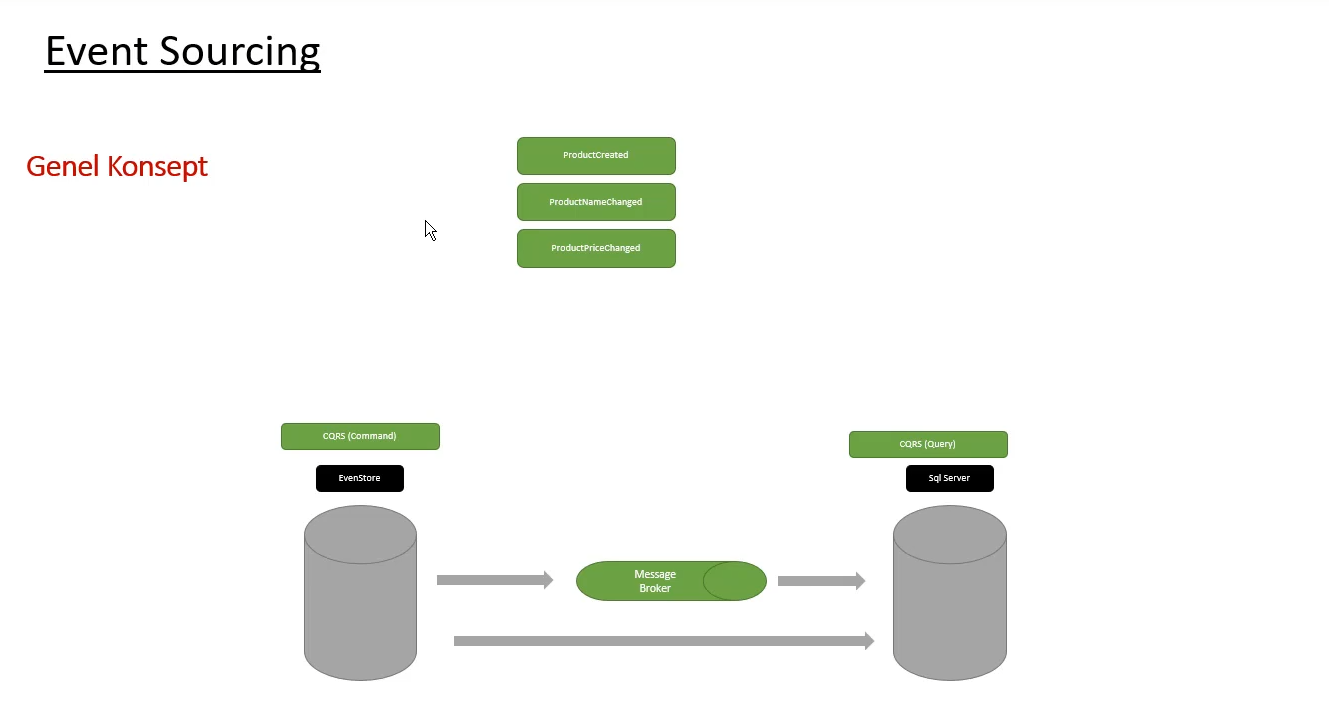 Event Sourcing
Genel Konsept
ProductCreated
ProductNameChanged
ProductPriceChanged
CQRS (Command)
CQRS (Query)
EvenStore
Sql Server
Message
Broker